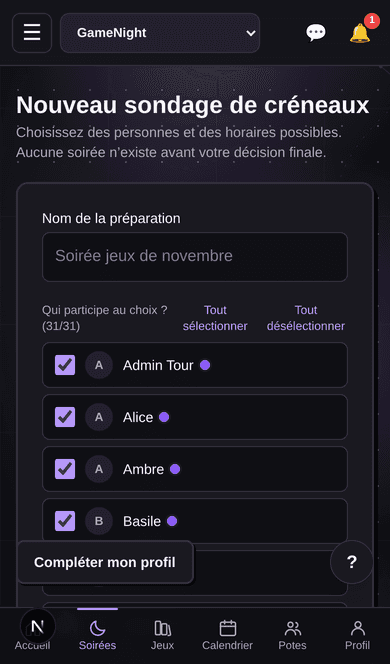 GameNight
1
Nouveau sondage de créneaux
Choisissez des personnes et des horaires possibles.
Aucune soirée n’existe avant votre décision finale.
Nom de la préparation
Soirée jeux de novembre
Qui participe au choix ?
(31/31)
Tout
sélectionner
Tout
désélectionner
A
Admin Tour
A
Alice
A
Ambre
B
Basile
Compléter mon profil
?
N
Accueil
Soirées
Jeux
Calendrier
Potes
Profil